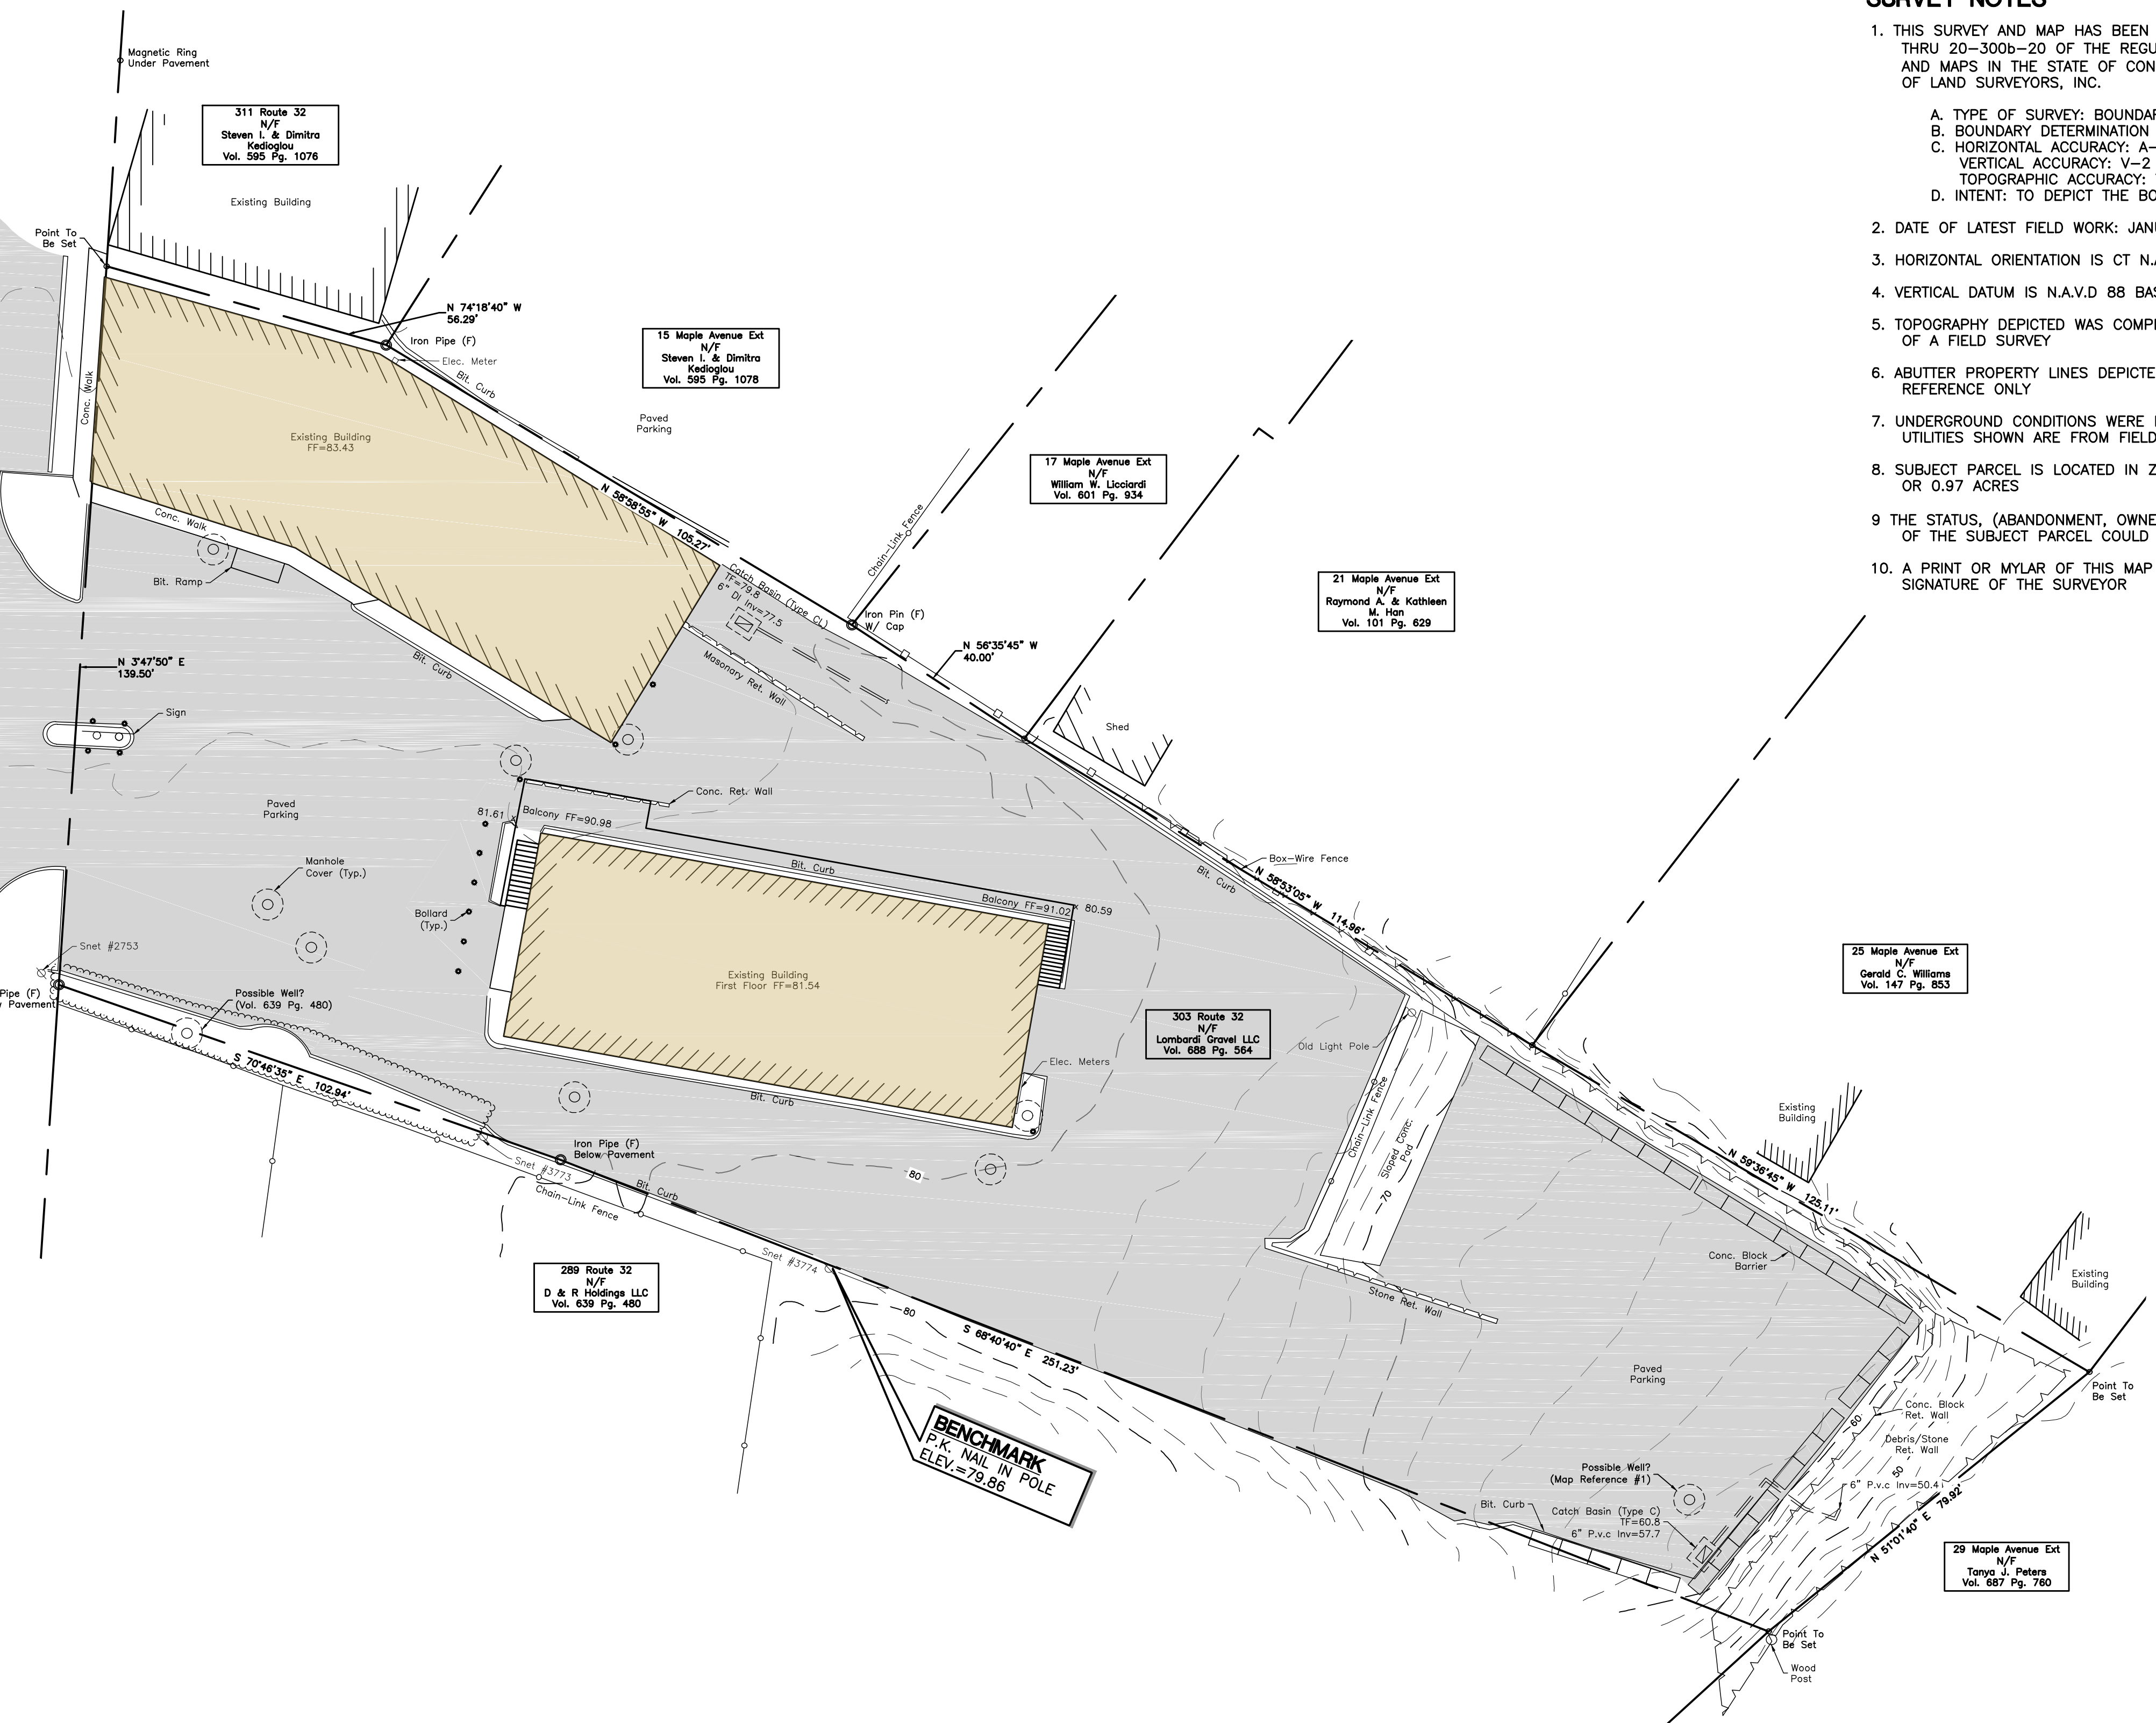 SURVEY NOTES
1. THIS SURVEY AND MAP HAS BEEN
THRU 20-300b-20 OF THE REGU
AND MAPS IN THE STATE OF CON
OF LAND SURVEYORS, INC.
A. TYPE OF SURVEY: BOUNDAR
B. BOUNDARY DETERMINATION
C. HORIZONTAL ACCURACY: A-
VERTICAL ACCURACY: V-2
TOPOGRAPHIC ACCURACY:
D. INTENT: TO DEPICT THE BO
2. DATE OF LATEST FIELD WORK: JANU
3. HORIZONTAL ORIENTATION IS CT N.A
4. VERTICAL DATUM IS N.A.V.D 88 BAS
5. TOPOGRAPHY DEPICTED WAS COMPI
OF A FIELD SURVEY
6. ABUTTER PROPERTY LINES DEPICTE
REFERENCE ONLY
7. UNDERGROUND CONDITIONS WERE
UTILITIES SHOWN ARE FROM FIELD
8. SUBJECT PARCEL IS LOCATED IN Z
OR 0.97 ACRES
9 THE STATUS, (ABANDONMENT, OWNE
OF THE SUBJECT PARCEL COULD
10. A PRINT OR MYLAR OF THIS MAP
SIGNATURE OF THE SURVEYOR
Magnetic Ring
Under Pavement
311 Route 32
N/F
Steven I. & Dimitra
Kedioglou
Vol. 595 Pg. 1076
Existing Building
Point To
Be Set
N 74°18'40" W
56.29'
Iron Pipe (F)
Elec. Meter
Bit. Curb
15 Maple Avenue Ext
N/F
Steven I. & Dimitra
Kedioglou
Vol. 595 Pg. 1078
Paved
Parking
Conc. Walk
Existing Building
FF=83.43
17 Maple Avenue Ext
N/F
William W. Licciardi
Vol. 601 Pg. 934
N 58°58'55" W 105.27'
Chain-Link Fence
Conc. Walk
Bit. Ramp
Catch Basin (Type CL)
TF=79.8
6" DI Inv=77.5
Iron Pin (F)
W/ Cap
21 Maple Avenue Ext
N/F
Raymond A. & Kathleen
M. Han
Vol. 101 Pg. 629
N 56°35'45" W
40.00'
N 3°47'50" E
139.50'
Bit. Curb
Masonary Ret. Wall
Sign
Shed
Conc. Ret. Wall
Paved
Parking
81.61 x
Balcony FF=90.98
Manhole
Cover (Typ.)
Bit. Curb
Box-Wire Fence
Bit. Curb
N 58°53'05" W 114.96'
Bollard
(Typ.)
Balcony FF=91.02
x 80.59
Snet #2753
25 Maple Avenue Ext
N/F
Gerald C. Williams
Vol. 147 Pg. 853
Existing Building
First Floor FF=81.54
Pipe (F)
Pavement
Possible Well?
(Vol. 639 Pg. 480)
303 Route 32
N/F
Lombardi Gravel LLC
Vol. 688 Pg. 564
Old Light Pole
S 70°46'35" E 102.94'
Elec. Meters
Bit. Curb
Chain-Link Fence
Sloped Conc.
Pad
70
Existing
Building
Iron Pipe (F)
Below Pavement
Snet #3773
Bit. Curb
Chain-Link Fence
80
N 59°36'45" W 125.11'
Snet #3774
Conc. Block
Barrier
Existing
Building
289 Route 32
N/F
D & R Holdings LLC
Vol. 639 Pg. 480
80
Stone Ret. Wall
S 68°40'40" E 251.23'
Paved
Parking
Point To
Be Set
BENCHMARK
P.K. NAIL IN POLE
ELEV.=79.86
Conc. Block
Ret. Wall
60
Debris/Stone
Ret. Wall
50
Possible Well?
(Map Reference #1)
6" P.v.c Inv=50.4
Bit. Curb
Catch Basin (Type C)
TF=60.8
6" P.v.c Inv=57.7
N 51°01'40" E 79.92'
29 Maple Avenue Ext
N/F
Tanya J. Peters
Vol. 687 Pg. 760
Point To
Be Set
Wood
Post